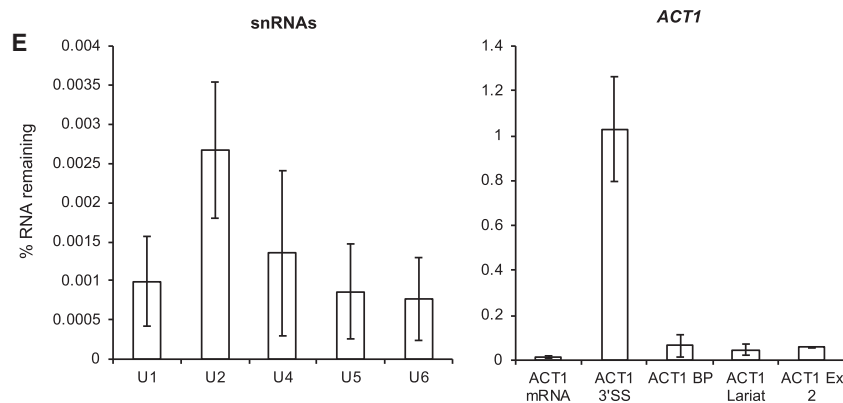 E
snRNAs
% RNA remaining
0.004
0.0035
0.003
0.0025
0.002
0.0015
0.001
0.0005
0
U1 U2 U4 U5 U6
ACT1
1.4
1.2
1
0.8
0.6
0.4
0.2
0
ACT1 ACT1 ACT1 BP ACT1 ACT1 Ex
mRNA 3'SS Lariat 2